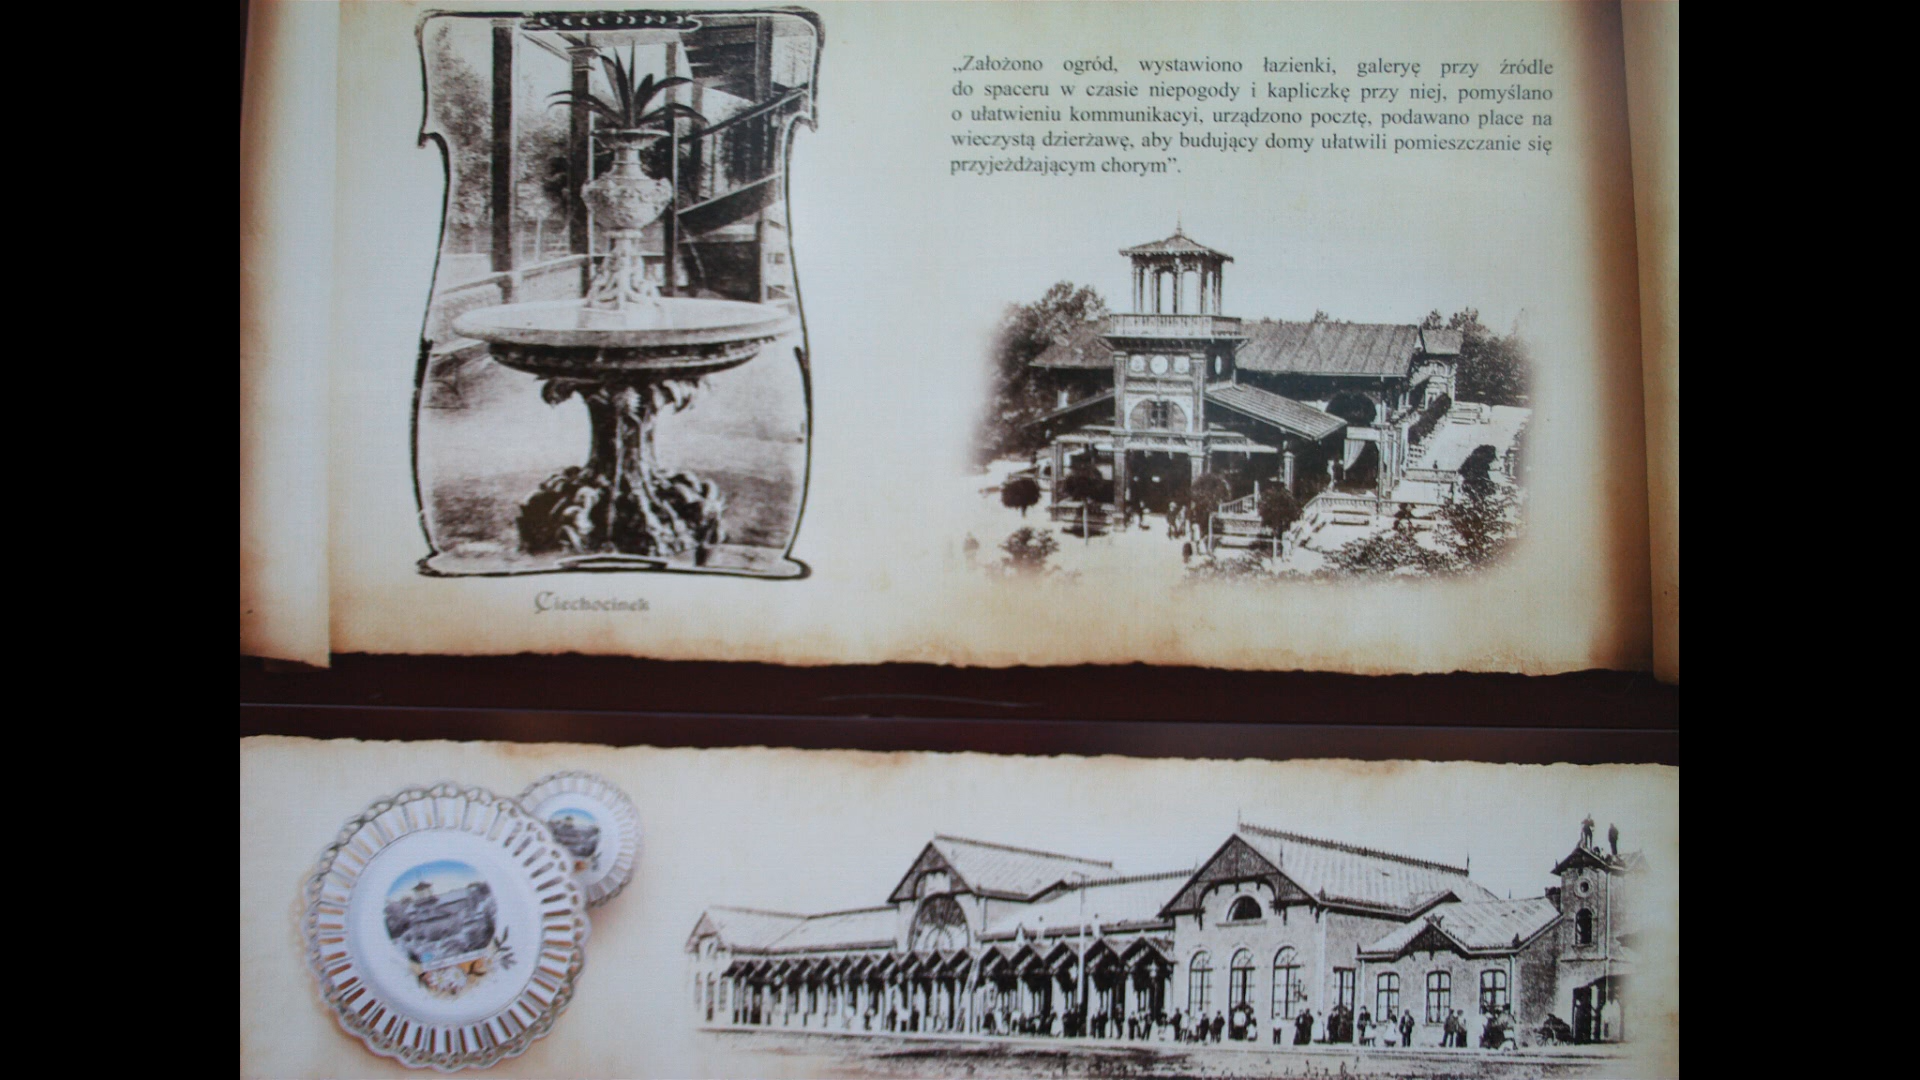 „Założono ogród, wystawiono łazienki, galeryę przy źródle
do spaceru w czasie niepogody i kapliczkę przy niej, pomyślano
o ułatwieniu kommunikacyi, urządzono pocztę, podawano place na
wieczystą dzierżawę, aby budujący domy ułatwili pomieszczanie się
przyjeżdżającym chorym”.
Ciechocinek